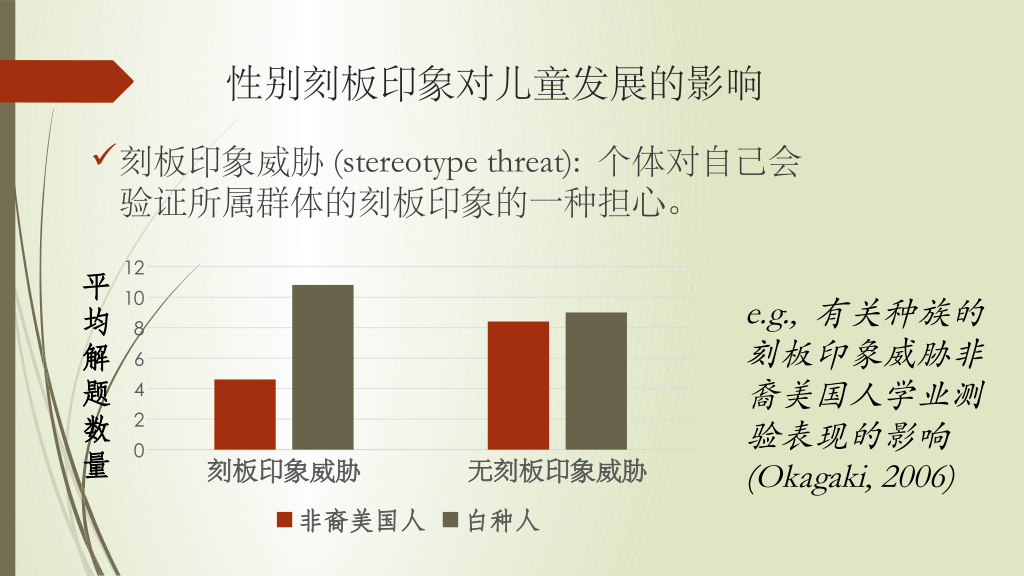 性别刻板印象对儿童发展的影响
刻板印象威胁 (stereotype threat): 个体对自己会
验证所属群体的刻板印象的一种担心。
平均解题数量
12
10
8
6
4
2
0
刻板印象威胁 无刻板印象威胁
非裔美国人 白种人
e.g., 有关种族的
刻板印象威胁非
裔美国人学业测
验表现的影响
(Okagaki, 2006)